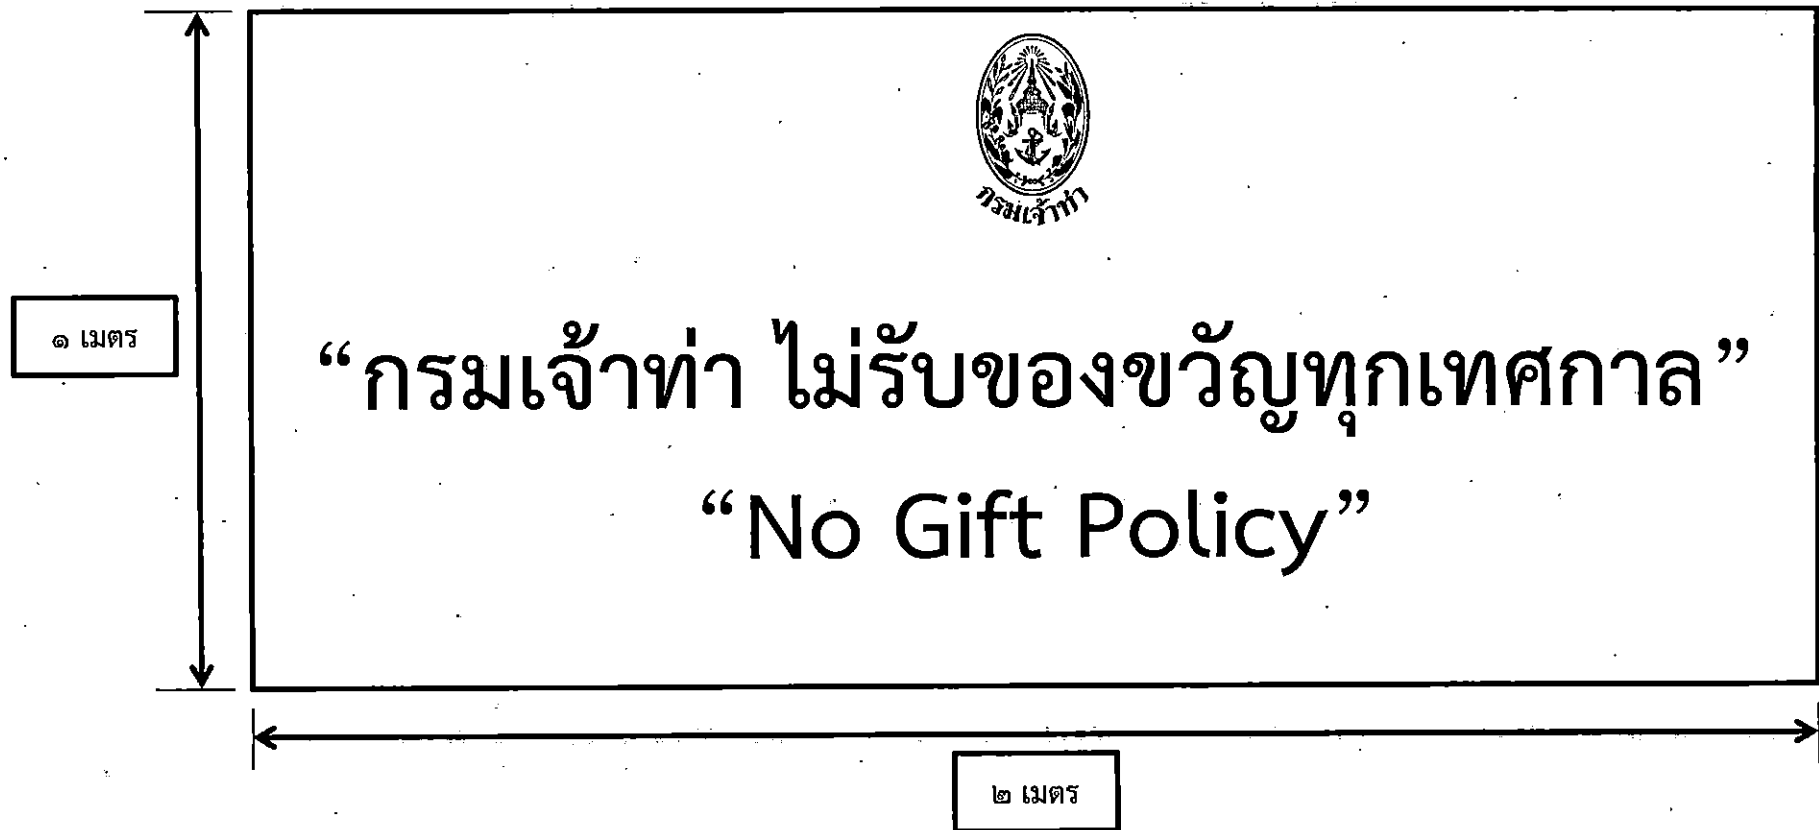 กรมเจ้าท่า
๑ เมตร
“กรมเจ้าท่า ไม่รับของขวัญทุกเทศกาล”
“No Gift Policy”
๒ เมตร